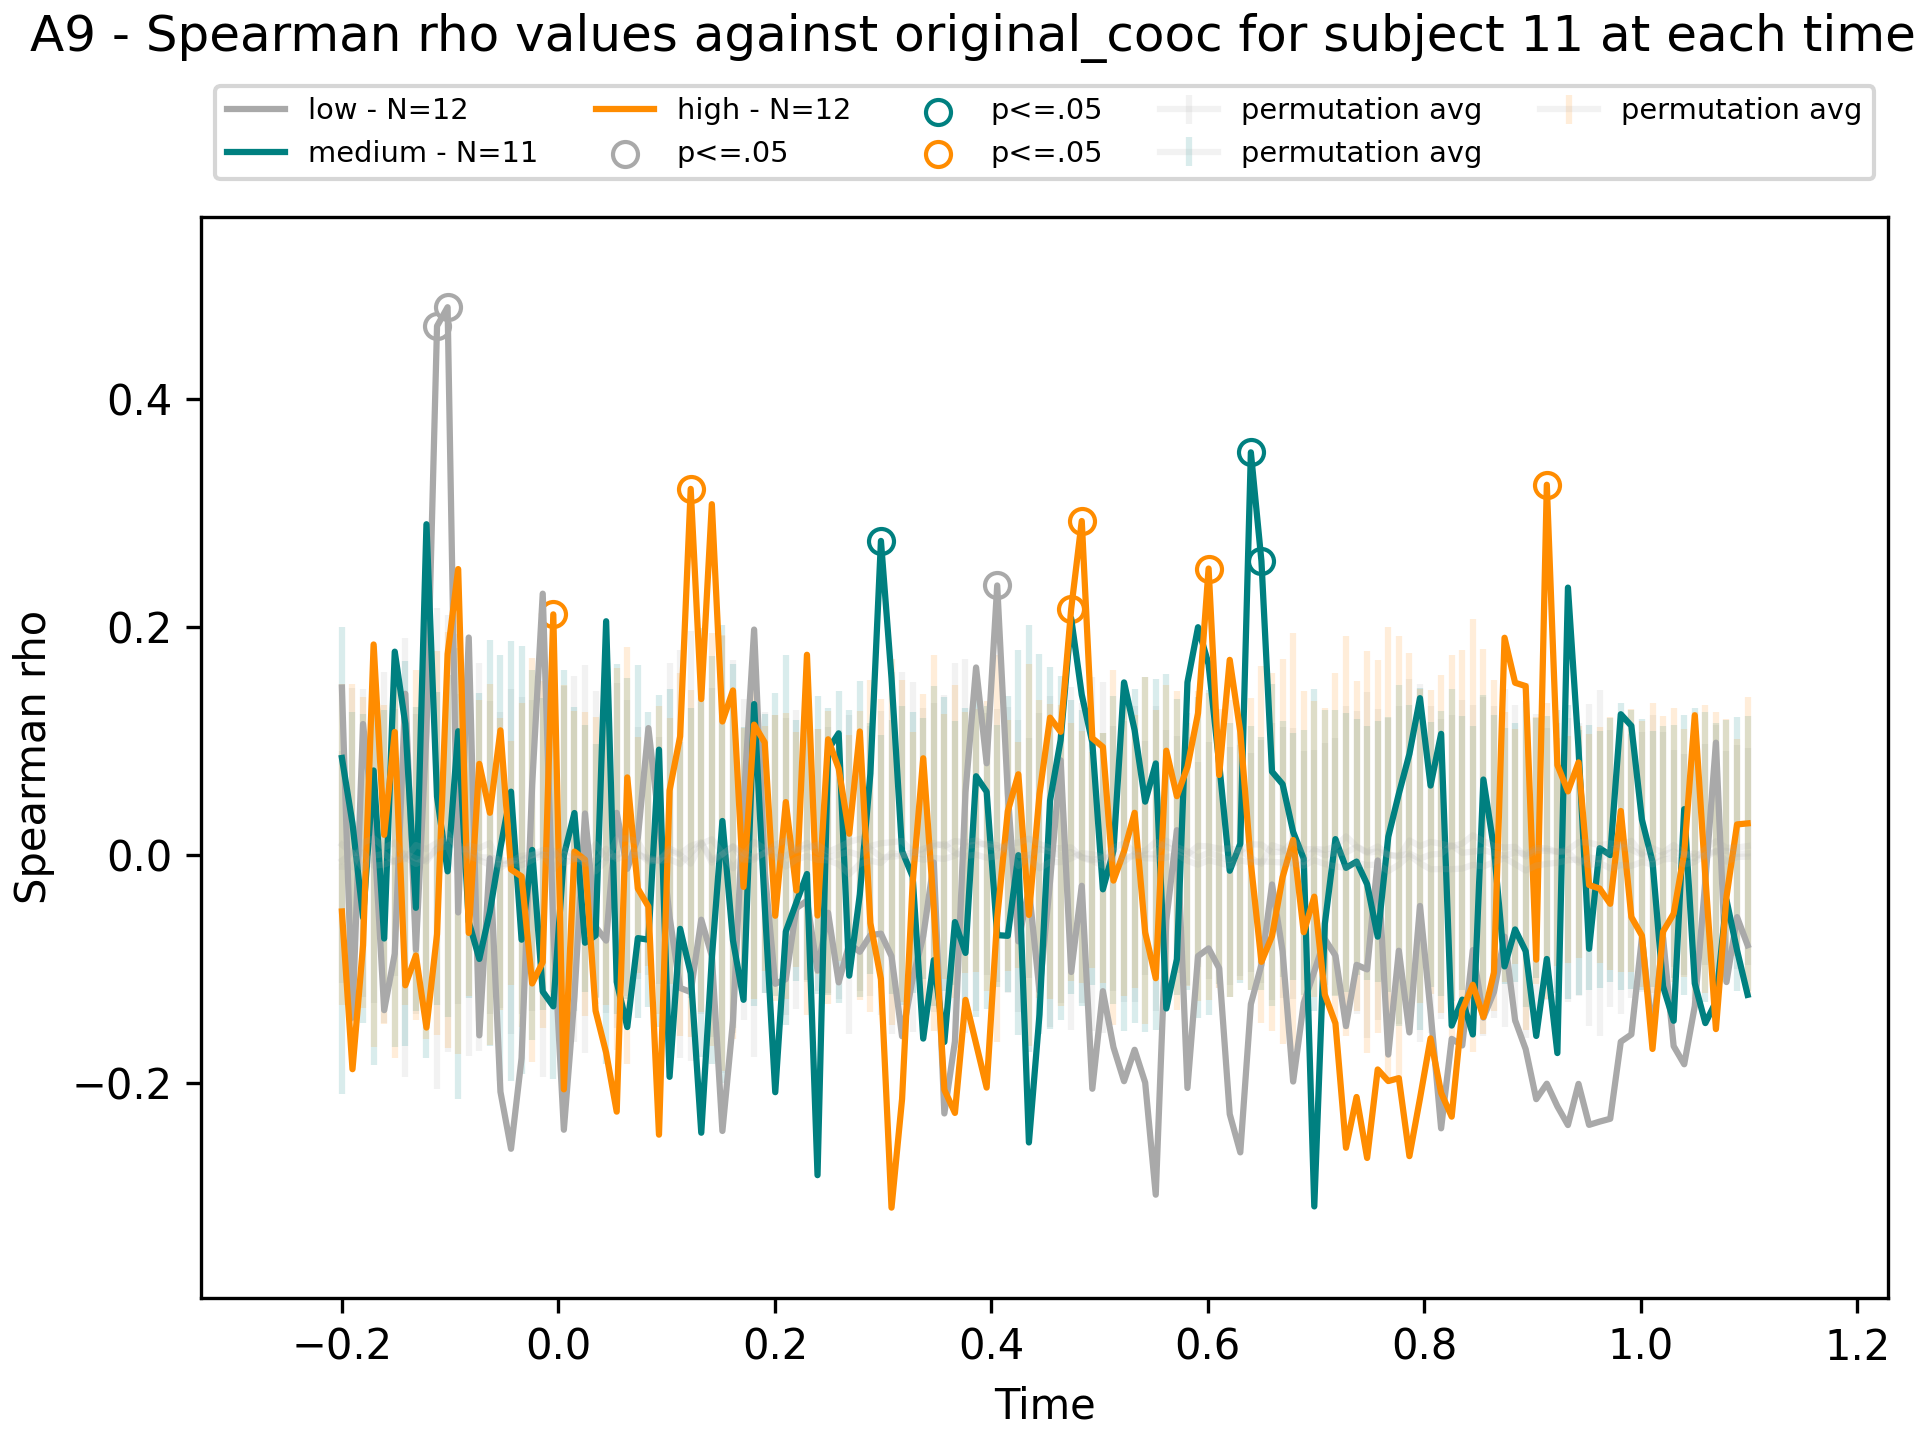 A9 - Spearman rho values against original_cooc for subject 11 at each time
low - N=12
medium - N=11
high - N=12
p<=.05
p<=.05
p<=.05
permutation avg
permutation avg
permutation avg
Spearman rho
0.4
0.2
0.0
−0.2
−0.2
0.0
0.2
0.4
0.6
0.8
1.0
1.2
Time